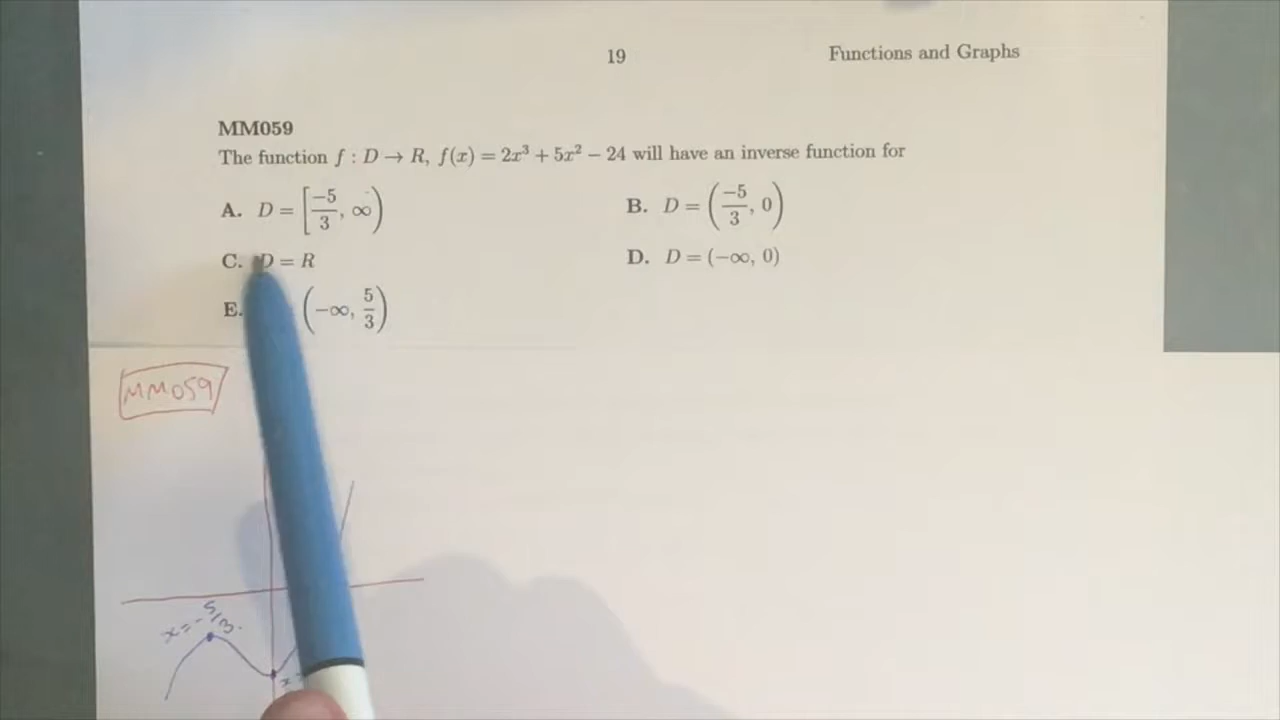 19 Functions and Graphs
MM059
The function f : D → R, f(x) = 2x³ + 5x² − 24 will have an inverse function for
A. D = [−5/3, ∞) B. D = (−5/3, 0)
C. D = R D. D = (−∞, 0)
E. (−∞, 5/3)
MM059
x = −5/3
x